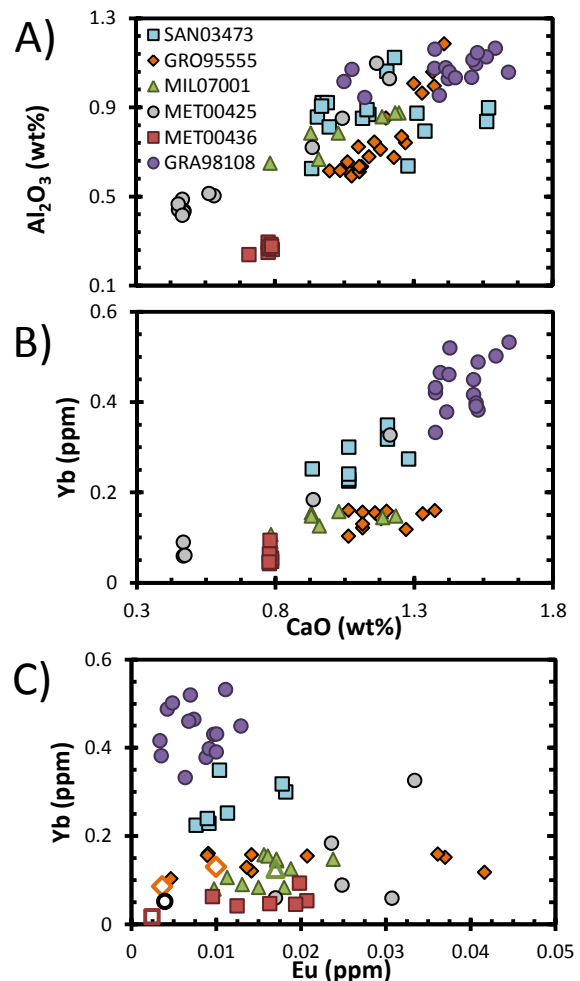 A)
SAN03473
GRO95555
MIL07001
MET00425
MET00436
GRA98108
Al₂O₃ (wt%)
1.3
0.9
0.5
0.1
B)
Yb (ppm)
0.6
0.4
0.2
0
0.3
0.8
1.3
1.8
CaO (wt%)
C)
Yb (ppm)
0.6
0.4
0.2
0
0
0.01
0.02
0.03
0.04
0.05
Eu (ppm)